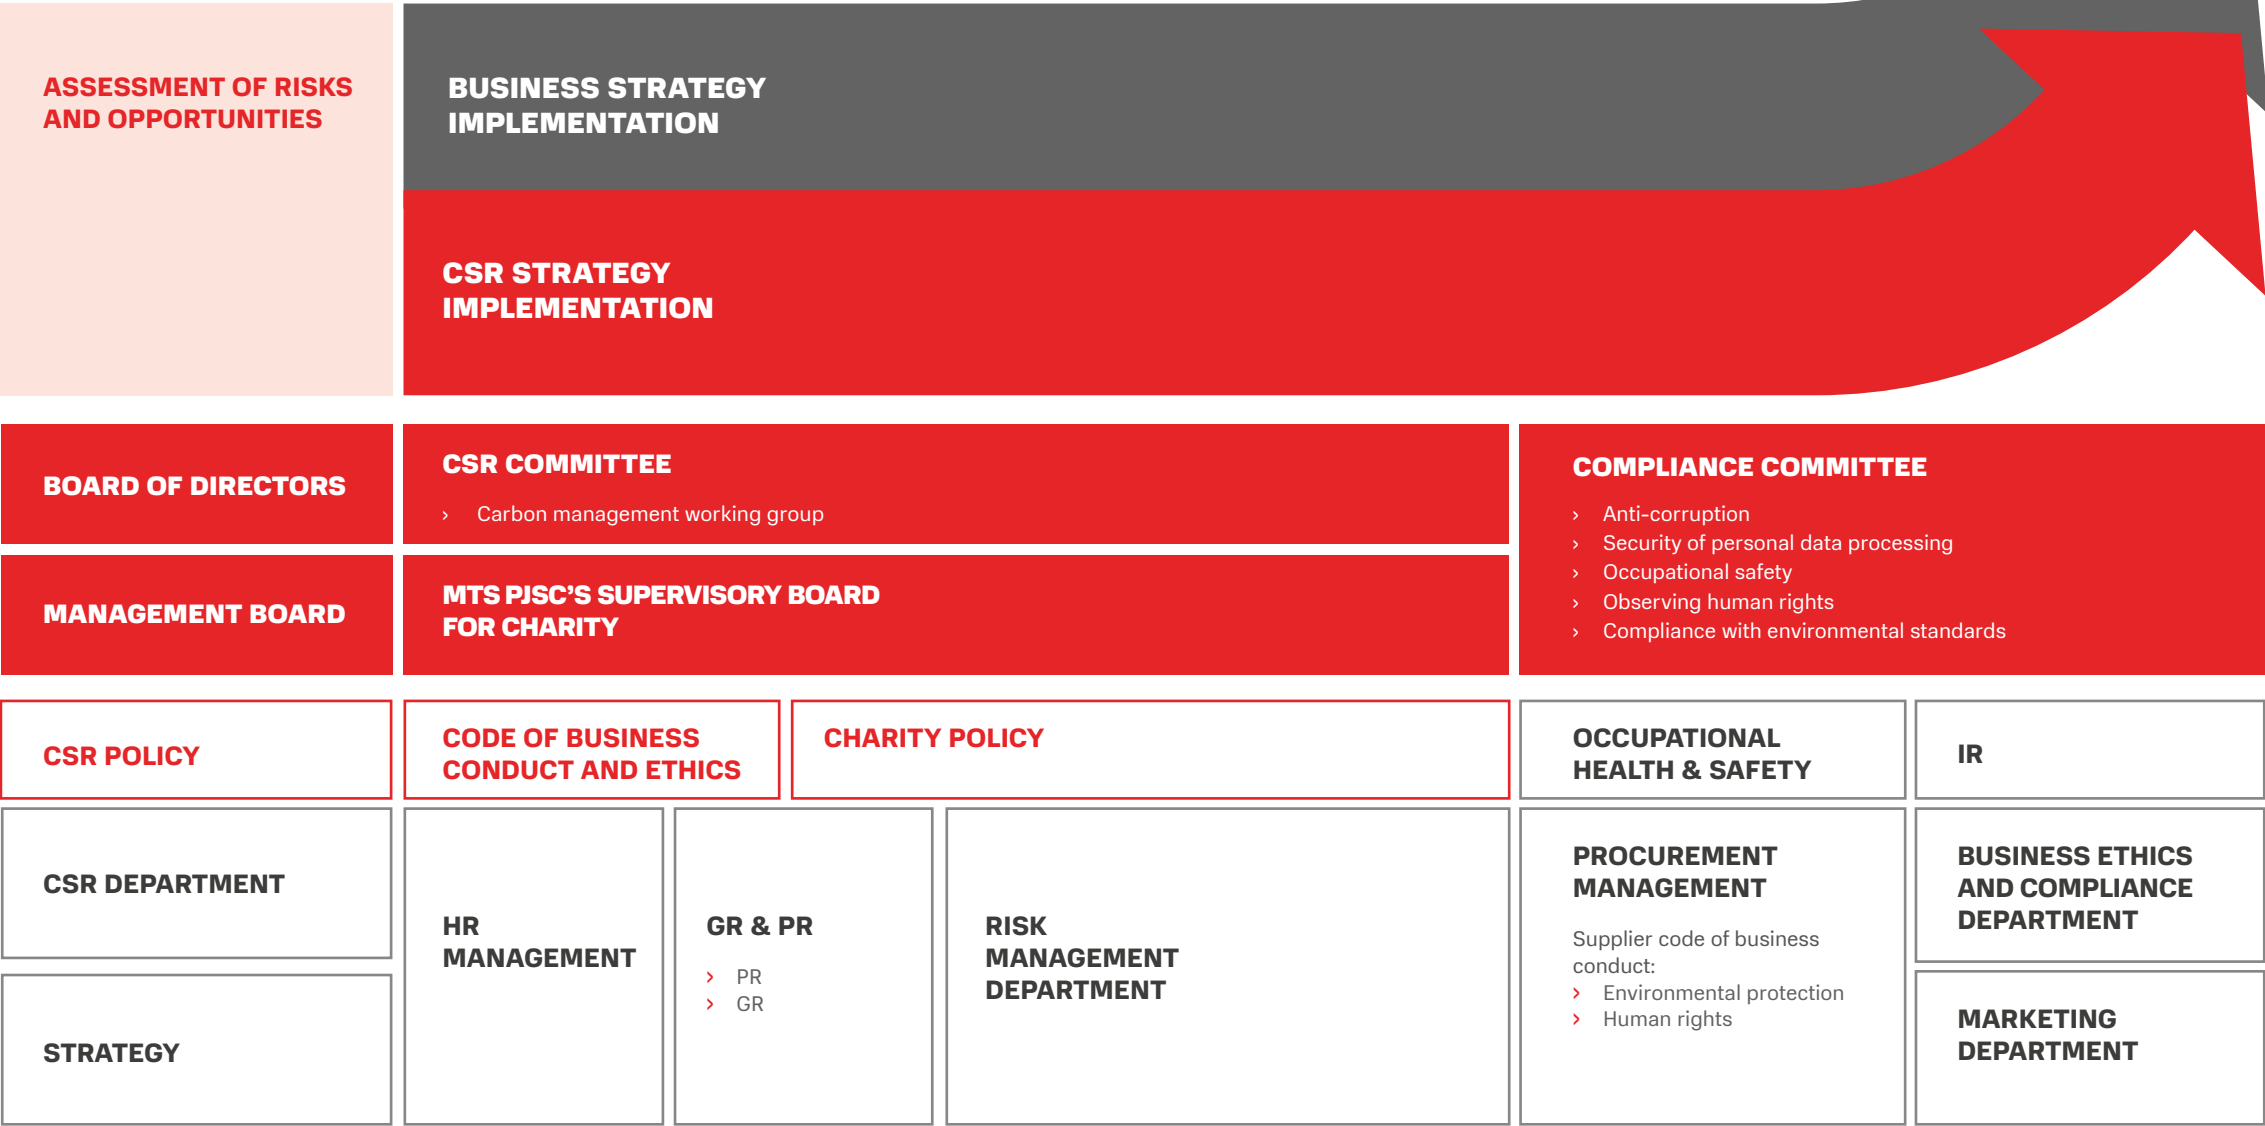 ASSESSMENT OF RISKS
AND OPPORTUNITIES
BUSINESS STRATEGY
IMPLEMENTATION
CSR STRATEGY
IMPLEMENTATION
BOARD OF DIRECTORS
CSR COMMITTEE
› Carbon management working group
COMPLIANCE COMMITTEE
› Anti-corruption
› Security of personal data processing
› Occupational safety
› Observing human rights
› Compliance with environmental standards
MANAGEMENT BOARD
MTS PJSC’S SUPERVISORY BOARD
FOR CHARITY
CSR POLICY
CODE OF BUSINESS
CONDUCT AND ETHICS
CHARITY POLICY
OCCUPATIONAL
HEALTH & SAFETY
IR
CSR DEPARTMENT
STRATEGY
HR
MANAGEMENT
GR & PR
› PR
› GR
RISK
MANAGEMENT
DEPARTMENT
PROCUREMENT
MANAGEMENT
Supplier code of business
conduct:
› Environmental protection
› Human rights
BUSINESS ETHICS
AND COMPLIANCE
DEPARTMENT
MARKETING
DEPARTMENT